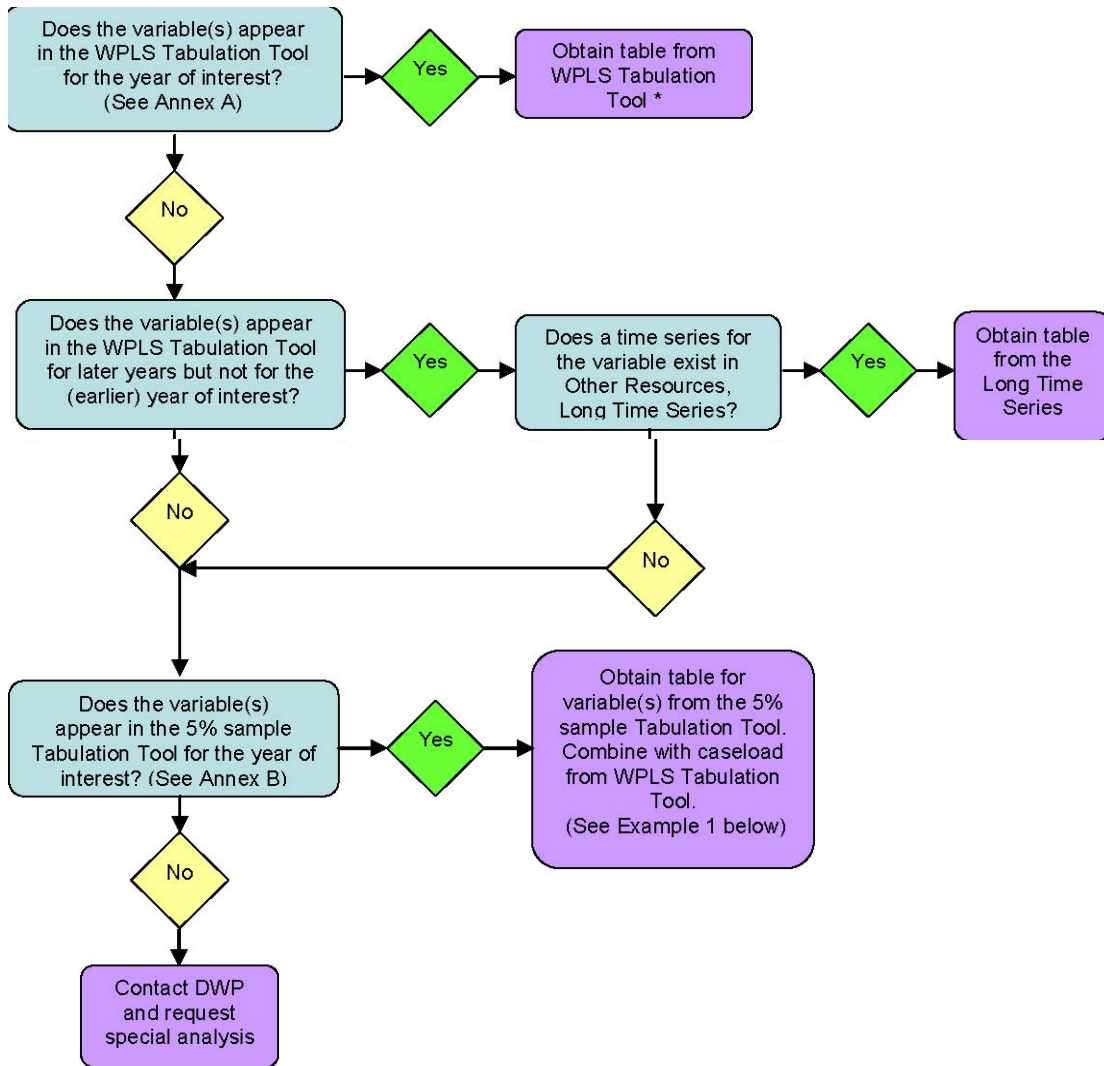 Does the variable(s) appear
in the WPLS Tabulation Tool
for the year of interest?
(See Annex A)
Yes
Obtain table from
WPLS Tabulation
Tool *
No
Does the variable(s) appear
in the WPLS Tabulation Tool
for later years but not for the
(earlier) year of interest?
Yes
Does a time series for
the variable exist in
Other Resources,
Long Time Series?
Yes
Obtain table
from the
Long Time
Series
No
No
Does the variable(s)
appear in the 5% sample
Tabulation Tool for the year of
interest? (See Annex B)
Yes
Obtain table for
variable(s) from the 5%
sample Tabulation Tool.
Combine with caseload
from WPLS Tabulation
Tool.
(See Example 1 below)
No
Contact DWP
and request
special analysis